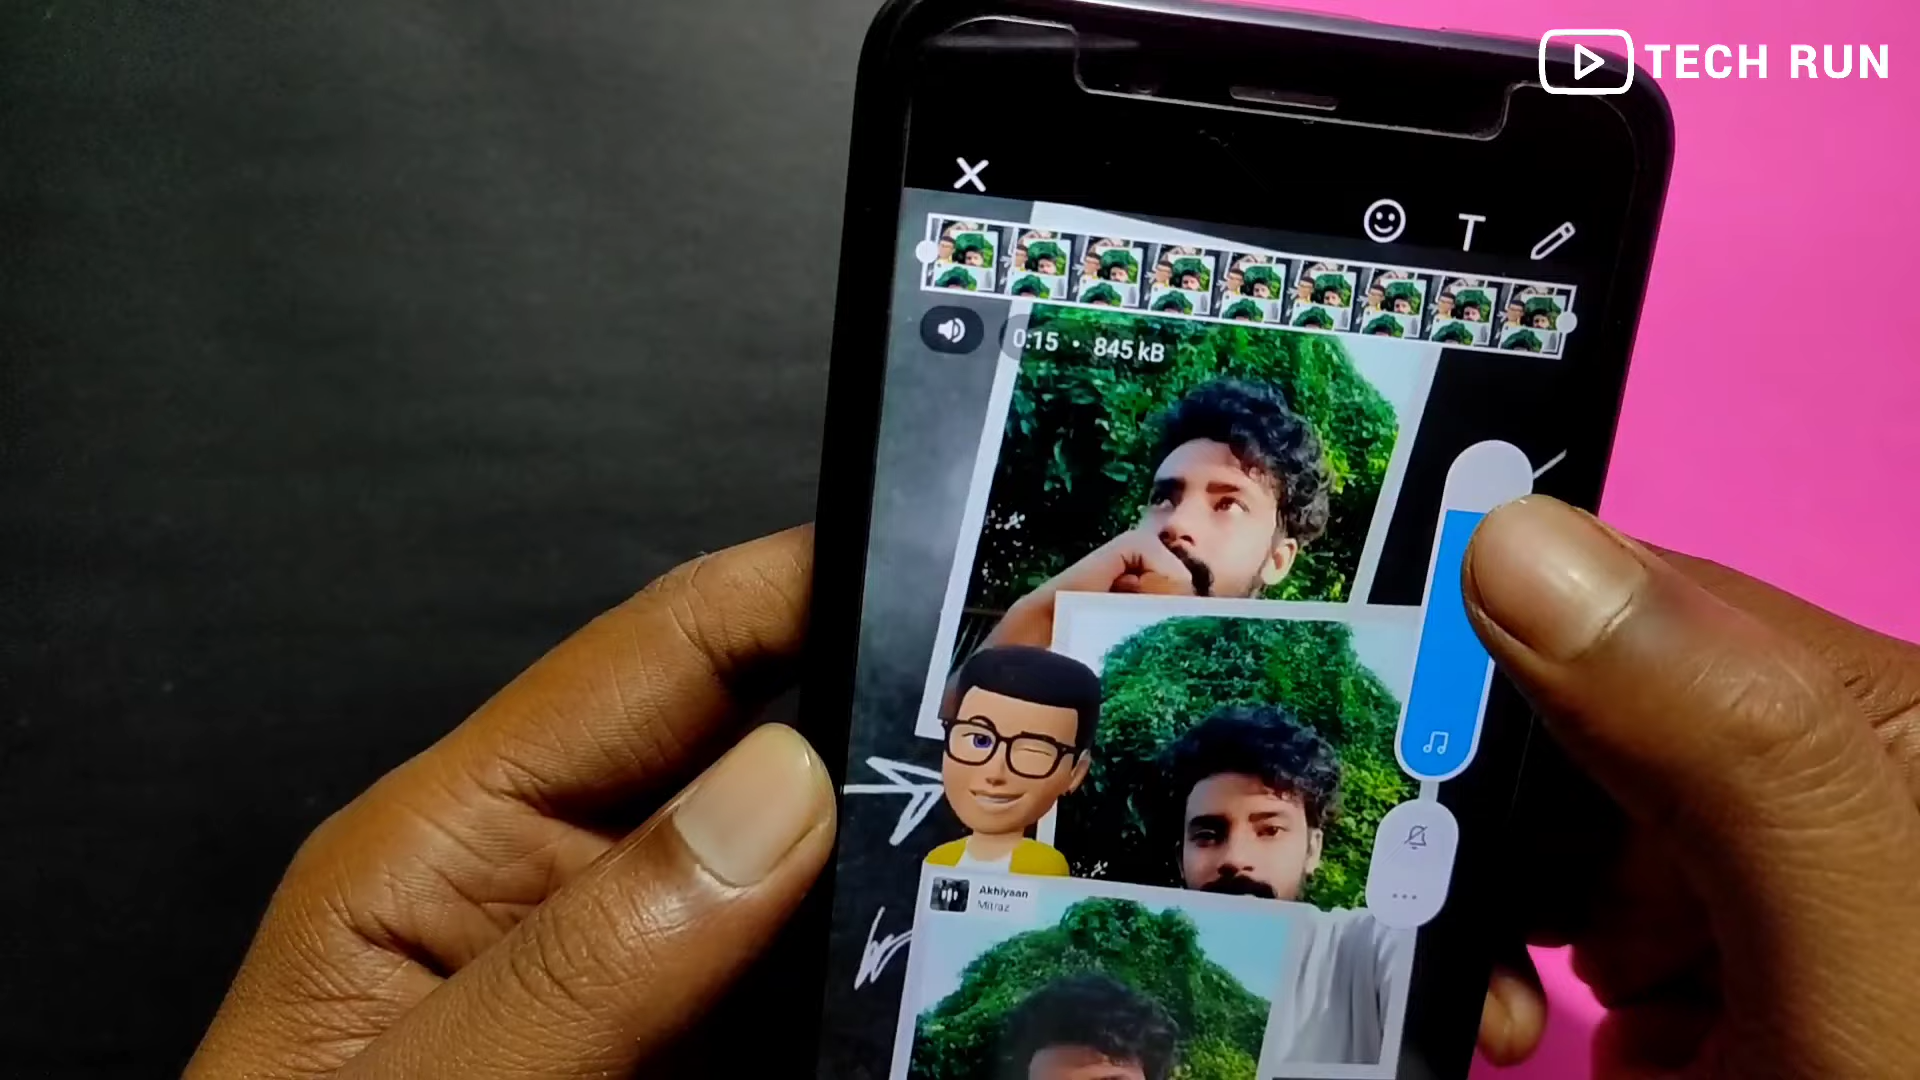 TECH RUN
T
0:15 • 845 kB
Akhiyaan
Mitraz